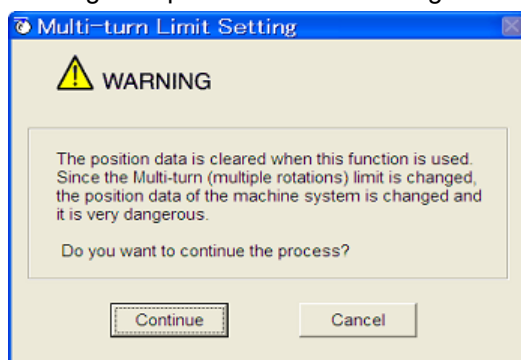 Multi-turn Limit Setting
WARNING
The position data is cleared when this function is used.
Since the Multi-turn (multiple rotations) limit is changed,
the position data of the machine system is changed and
it is very dangerous.
Do you want to continue the process?
Continue
Cancel